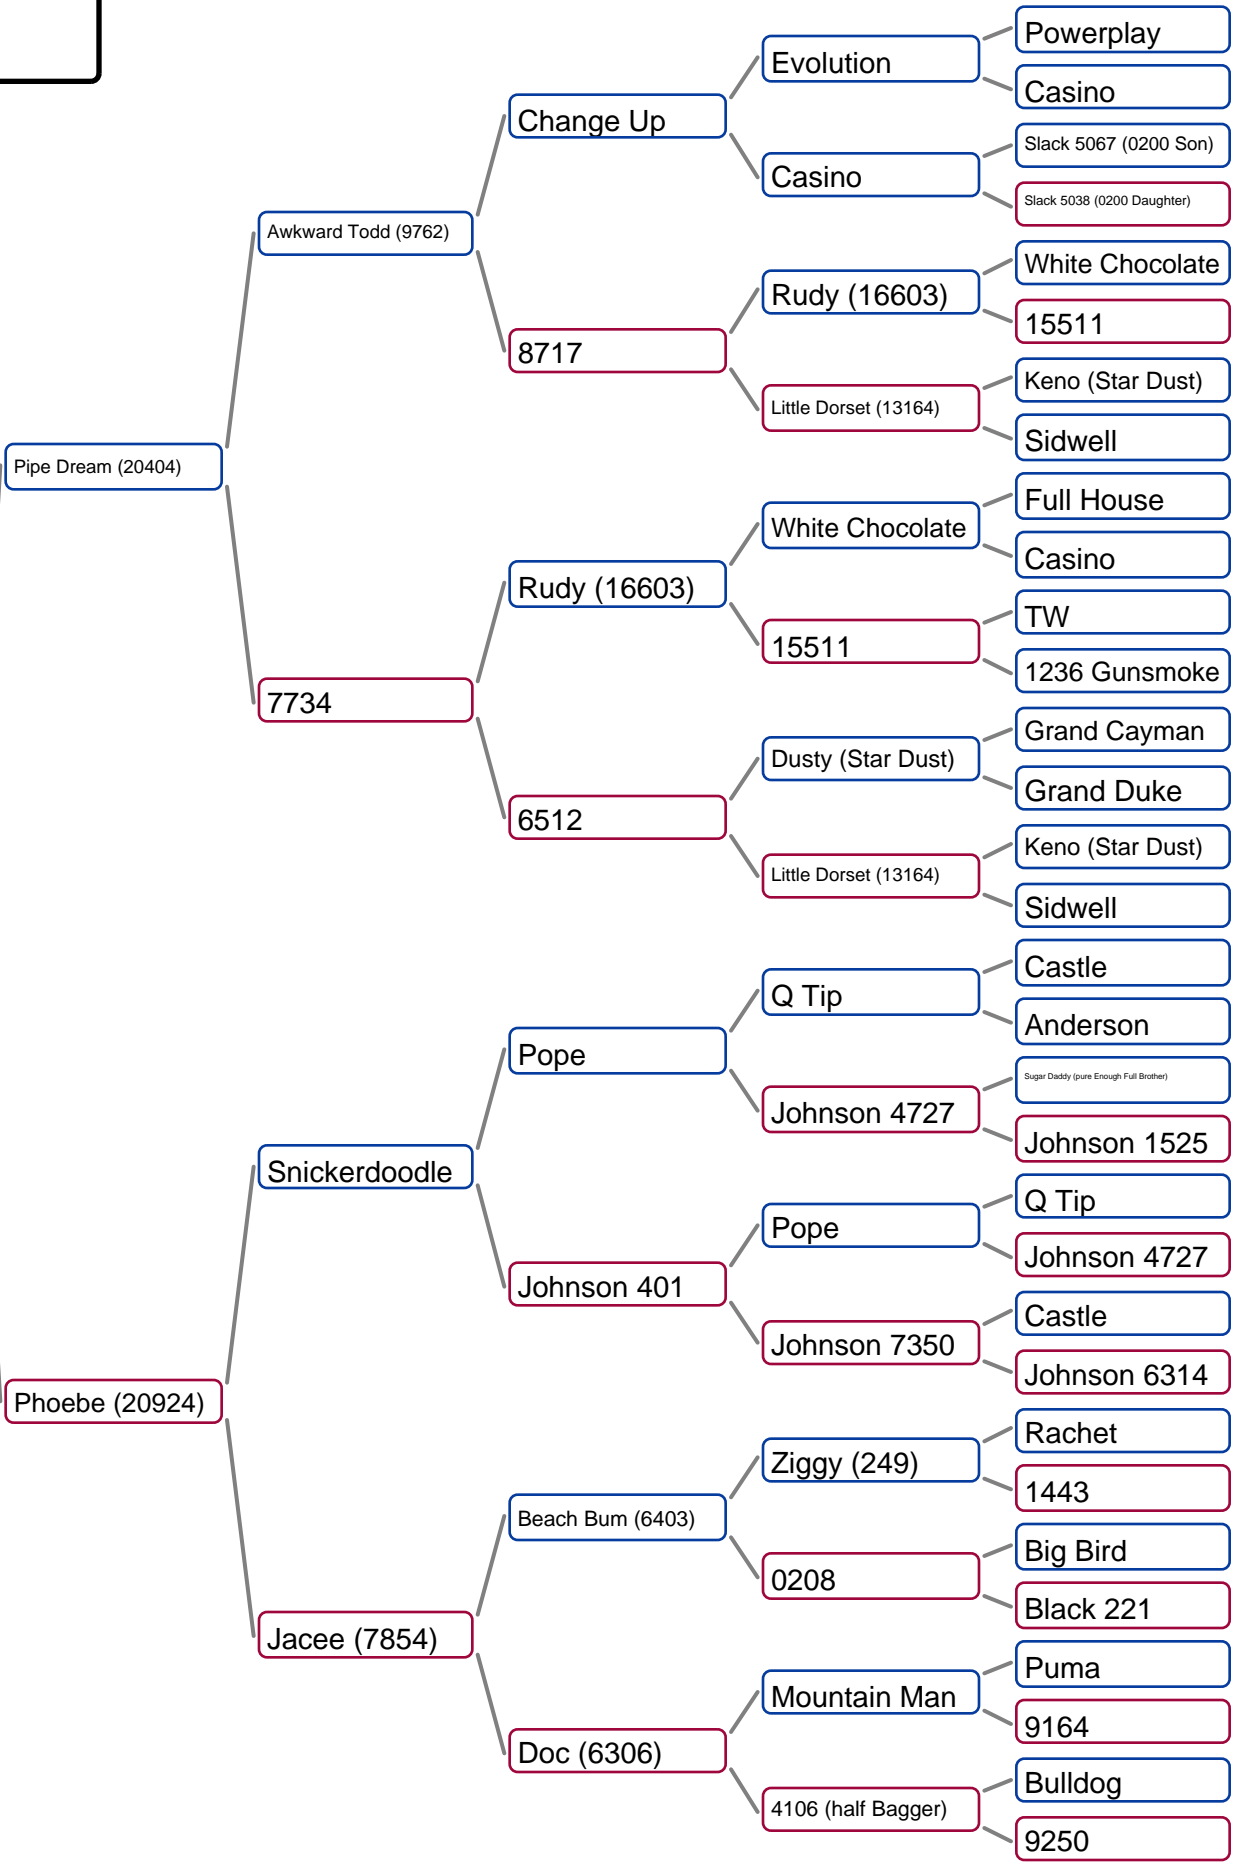 Powerplay
Evolution
Casino
Change Up
Slack 5067 (0200 Son)
Casino
Slack 5038 (0200 Daughter)
Awkward Todd (9762)
White Chocolate
Rudy (16603)
15511
8717
Keno (Star Dust)
Little Dorset (13164)
Sidwell
Pipe Dream (20404)
Full House
White Chocolate
Casino
Rudy (16603)
TW
15511
1236 Gunsmoke
7734
Grand Cayman
Dusty (Star Dust)
Grand Duke
6512
Keno (Star Dust)
Little Dorset (13164)
Sidwell
Castle
Q Tip
Anderson
Pope
Sugar Daddy (pure Enough Full Brother)
Johnson 4727
Johnson 1525
Snickerdoodle
Q Tip
Pope
Johnson 4727
Johnson 401
Castle
Johnson 7350
Johnson 6314
Phoebe (20924)
Rachet
Ziggy (249)
1443
Beach Bum (6403)
Big Bird
0208
Black 221
Jacee (7854)
Puma
Mountain Man
9164
Doc (6306)
Bulldog
4106 (half Bagger)
9250